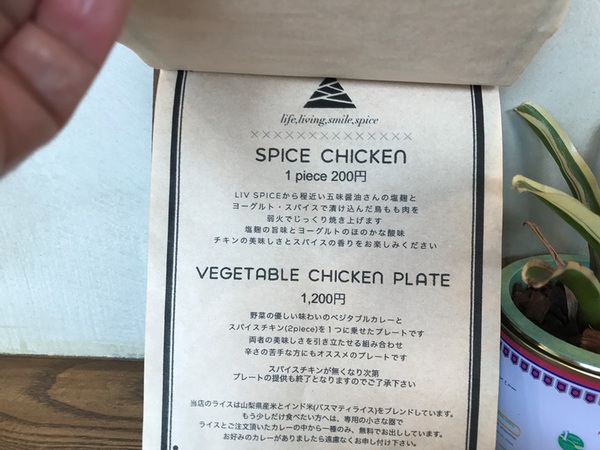 life,living,smile,spice
SPICE CHICKEN
1 piece 200円
LIV SPICEから程近い五味醤油さんの塩麹と
ヨーグルト・スパイスで漬け込んだ鳥もも肉を
弱火でじっくり焼き上げます
塩麹の旨味とヨーグルトのほのかな酸味
チキンの美味しさとスパイスの香りをお楽しみください
VEGETABLE CHICKEN PLATE
1,200円
野菜の優しい味わいのベジタブルカレーと
スパイスチキン(2piece)を1つに乗せたプレートです
両者の美味しさを引き立たせる組み合わせ
辛さの苦手な方にもオススメのプレートです
スパイスチキンが無くなり次第
プレートの提供も終了となりますのでご了承下さい
当店のライスは山梨県産米とインド米(バスマティライス)をブレンドしています。
もう少しだけ食べたい方へは、専用の小さな器で
ライスとご注文頂いたカレーの中から一種のみ、無料でお出ししています。
お好みのカレーがありましたら遠慮なくお申し付け下さい。